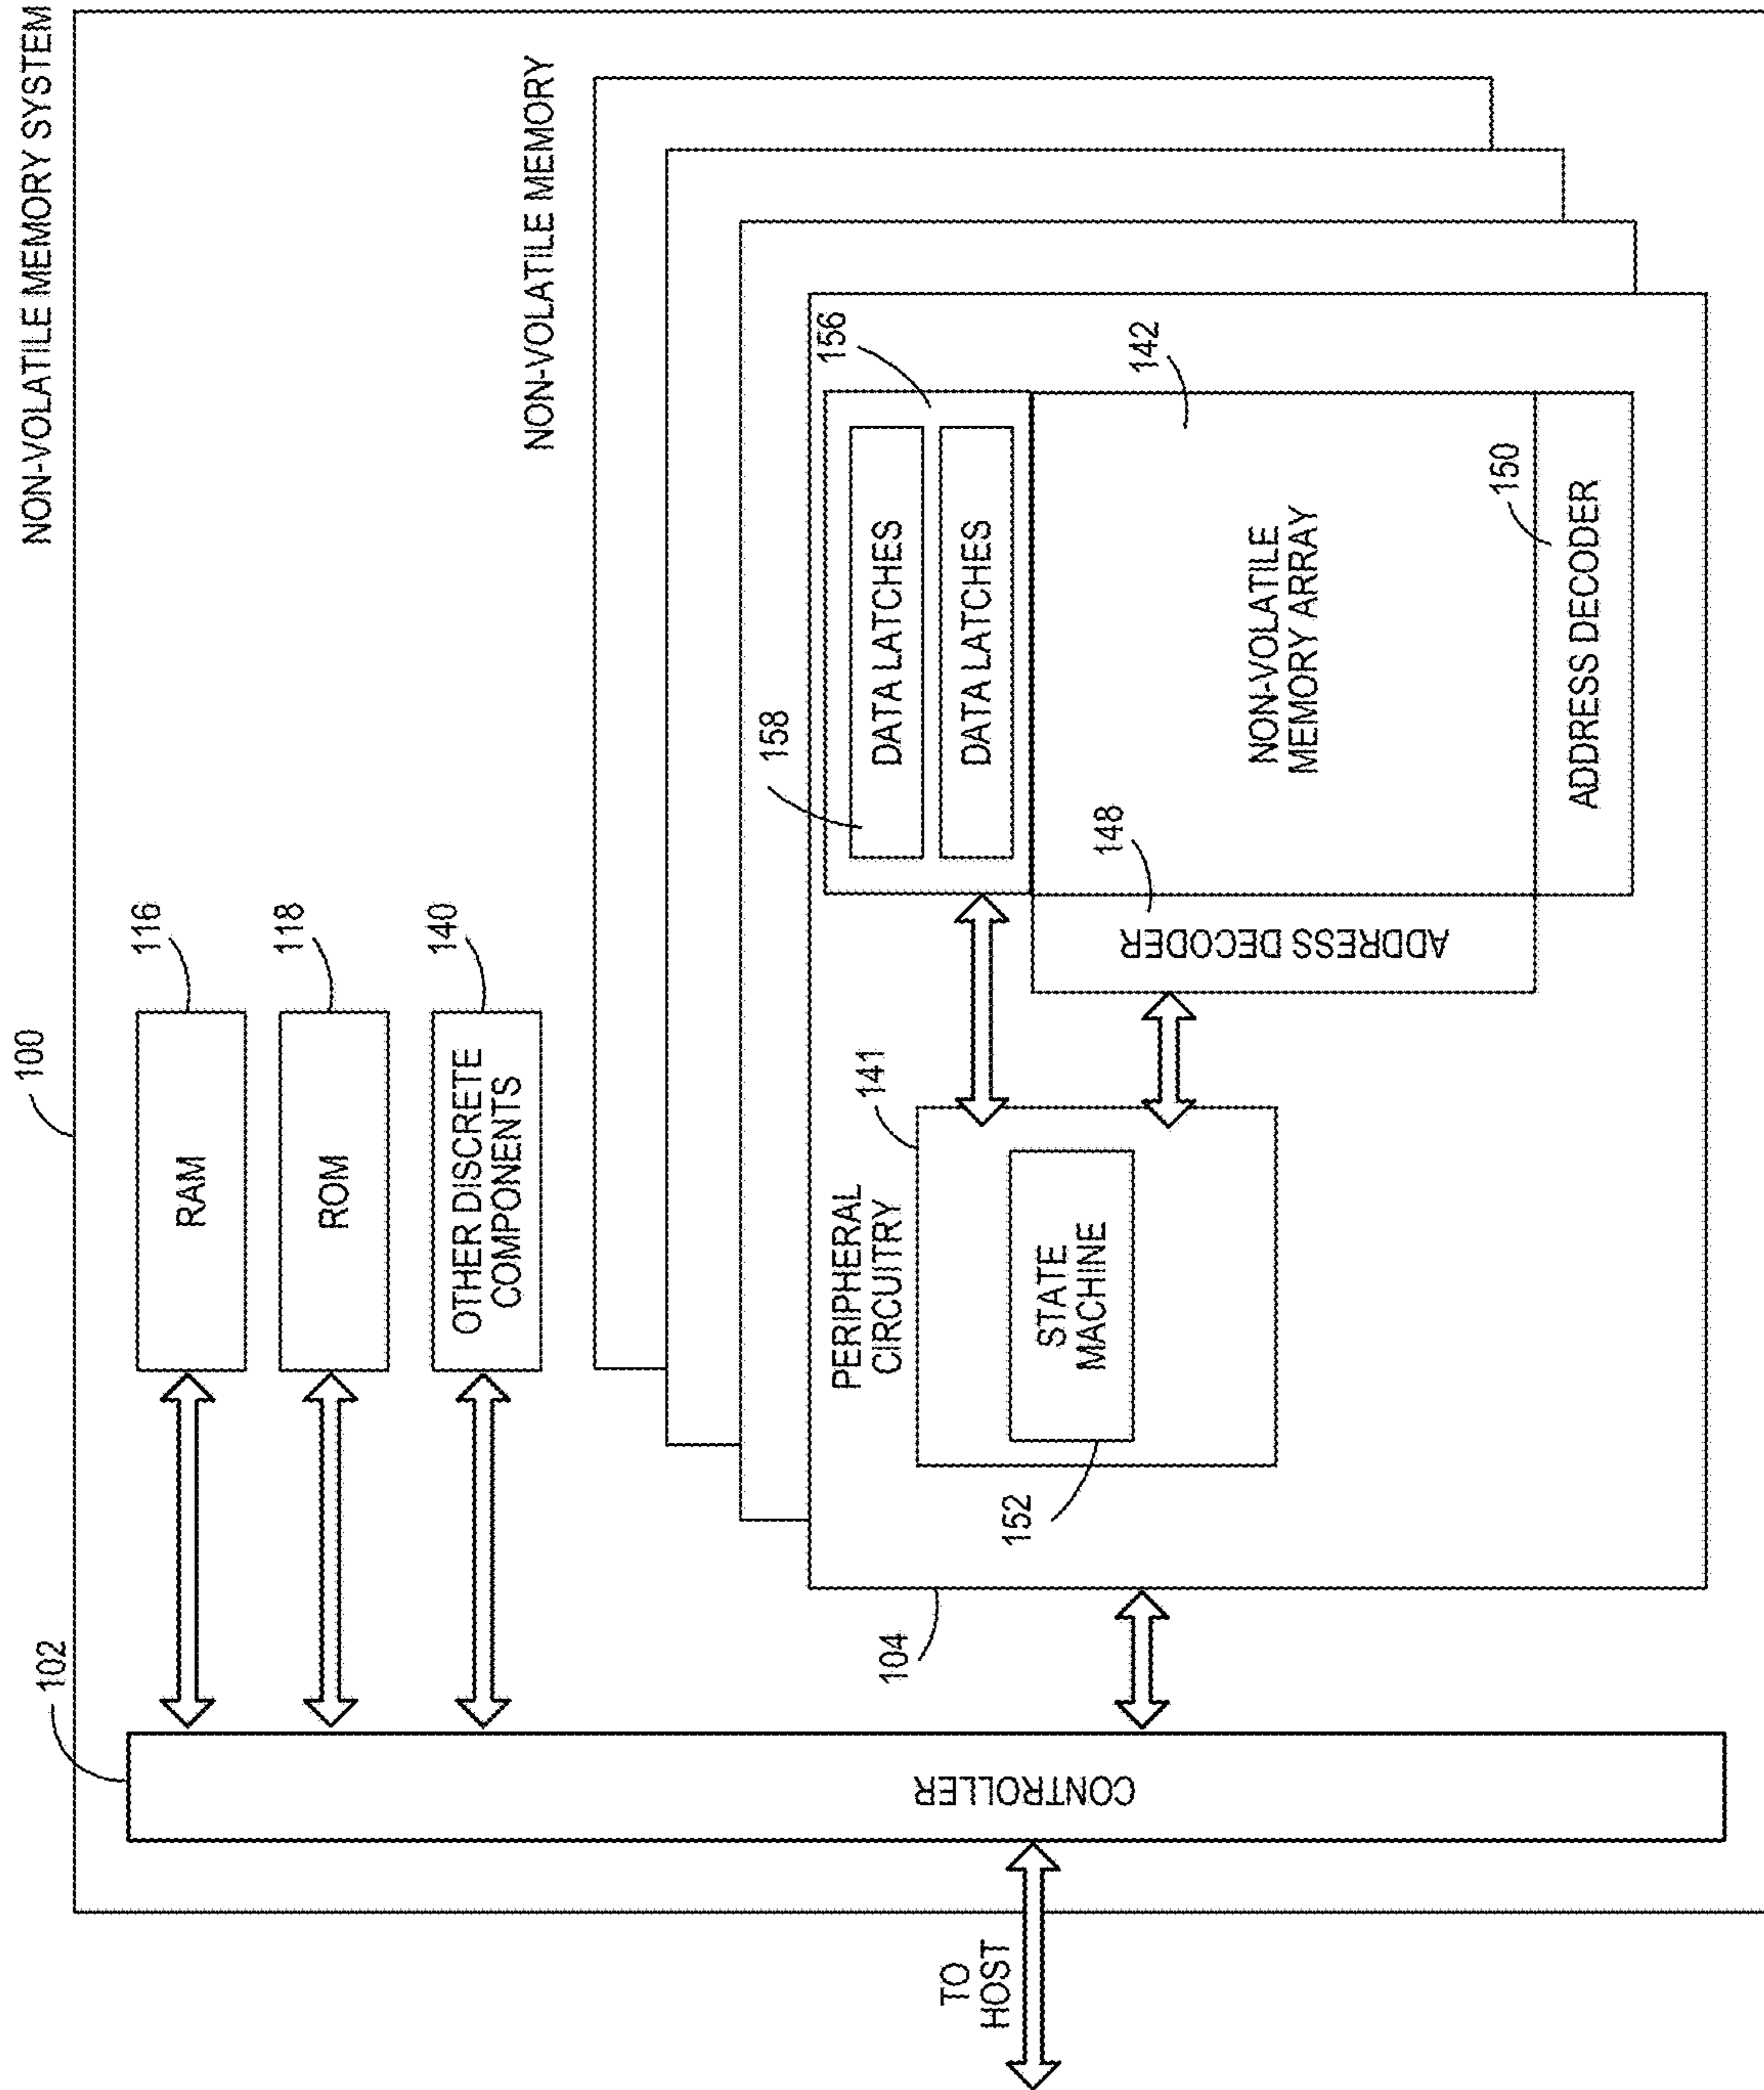 NON-VOLATILE MEMORY SYSTEM
100
102
116
RAM
118
ROM
140
OTHER DISCRETE
COMPONENTS
NON-VOLATILE MEMORY
TO
HOST
CONTROLLER
104
PERIPHERAL
CIRCUITRY
141
STATE
MACHINE
152
158
156
DATA LATCHES
DATA LATCHES
148
ADDRESS DECODER
142
NON-VOLATILE
MEMORY ARRAY
150
ADDRESS DECODER